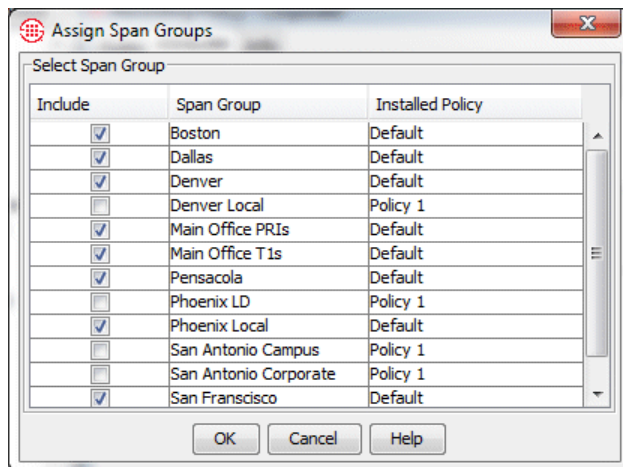 Assign Span Groups
Select Span Group
Include Span Group Installed Policy
Boston Default
Dallas Default
Denver Default
Denver Local Policy 1
Main Office PRIs Default
Main Office T1s Default
Pensacola Default
Phoenix LD Policy 1
Phoenix Local Default
San Antonio Campus Policy 1
San Antonio Corporate Policy 1
San Franscisco Default
OK Cancel Help